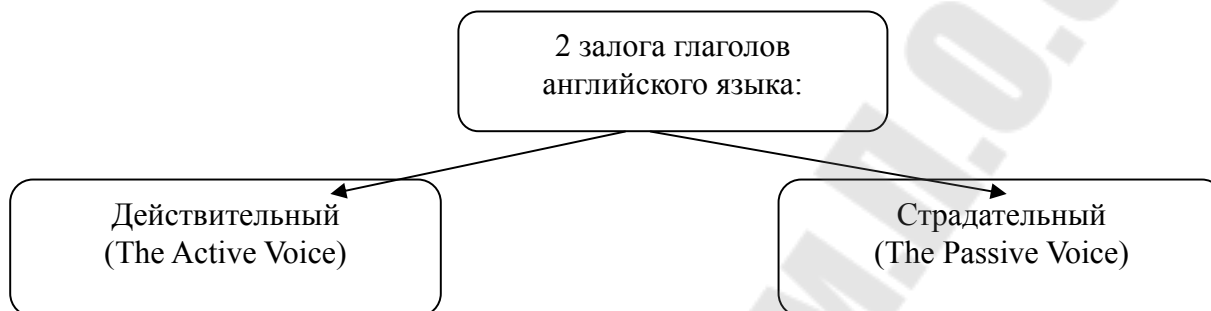 2 залога глаголов
английского языка:
Действительный
(The Active Voice)
Страдательный
(The Passive Voice)